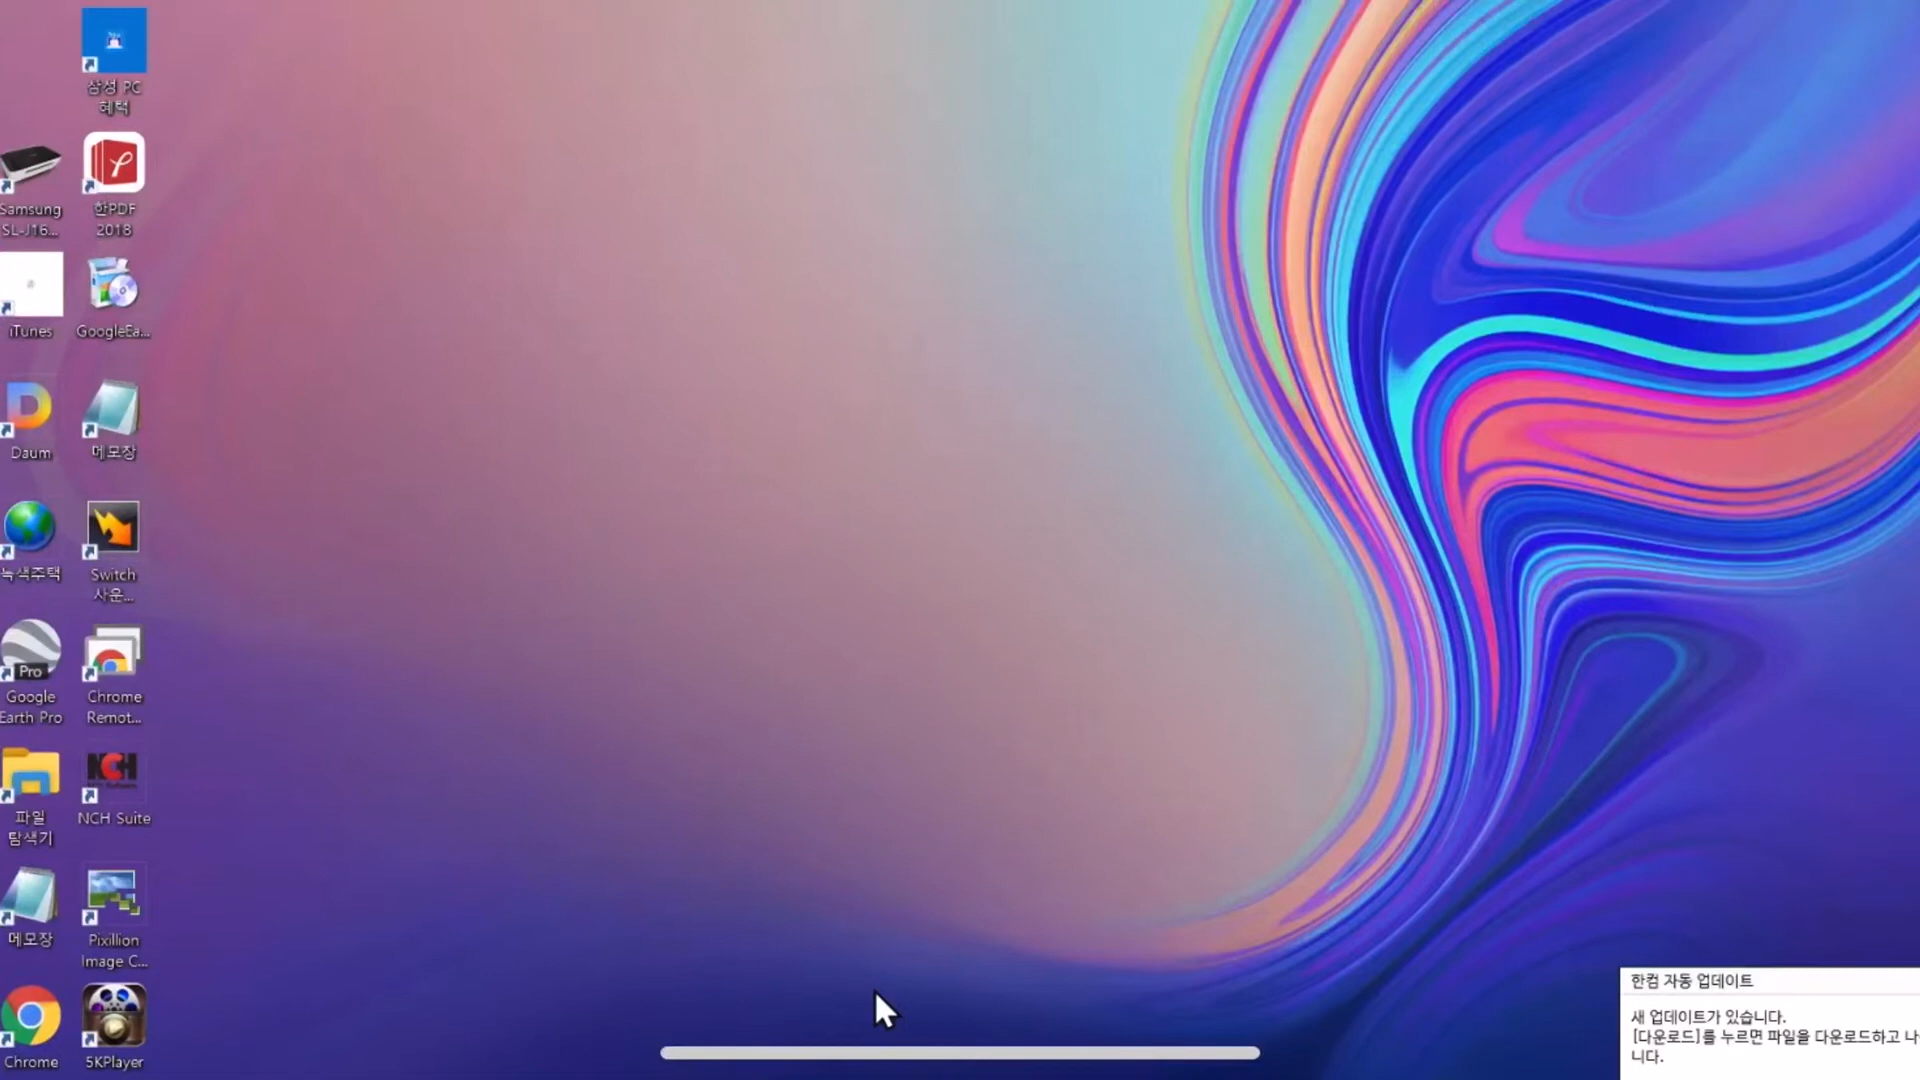 삼성 PC
혜택
Samsung
SL-J16...
한PDF
2018
iTunes
GoogleEa...
Daum
메모장
녹색주택
Switch
사운...
Pro
Google
Earth Pro
Chrome
Remot...
파일
탐색기
NCH
NCH Suite
메모장
Pixillion
Image C...
Chrome
5KPlayer
한컴 자동 업데이트
새 업데이트가 있습니다.
[다운로드]를 누르면 파일을 다운로드하고 나
니다.